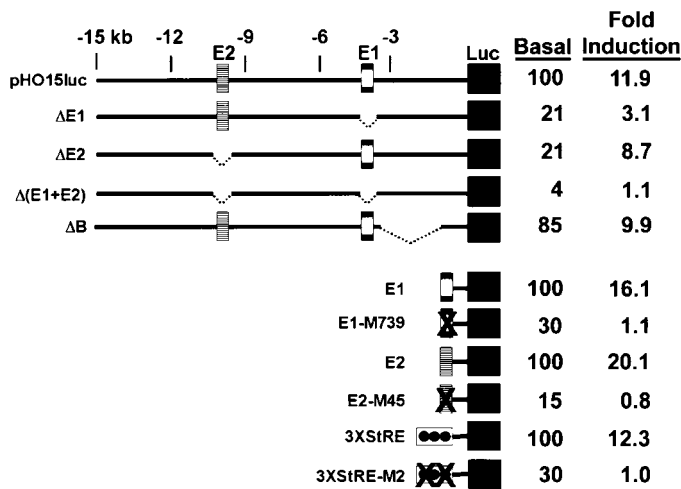 Fold
-15 kb -12 -9 -3 Basal Induction
E2 E1 Luc
pHO15luc 100 11.9
ΔE1 21 3.1
ΔE2 21 8.7
Δ(E1+E2) 4 1.1
ΔB 85 9.9
E1 100 16.1
E1-M739 30 1.1
E2 100 20.1
E2-M45 15 0.8
3XStRE 100 12.3
3XStRE-M2 30 1.0